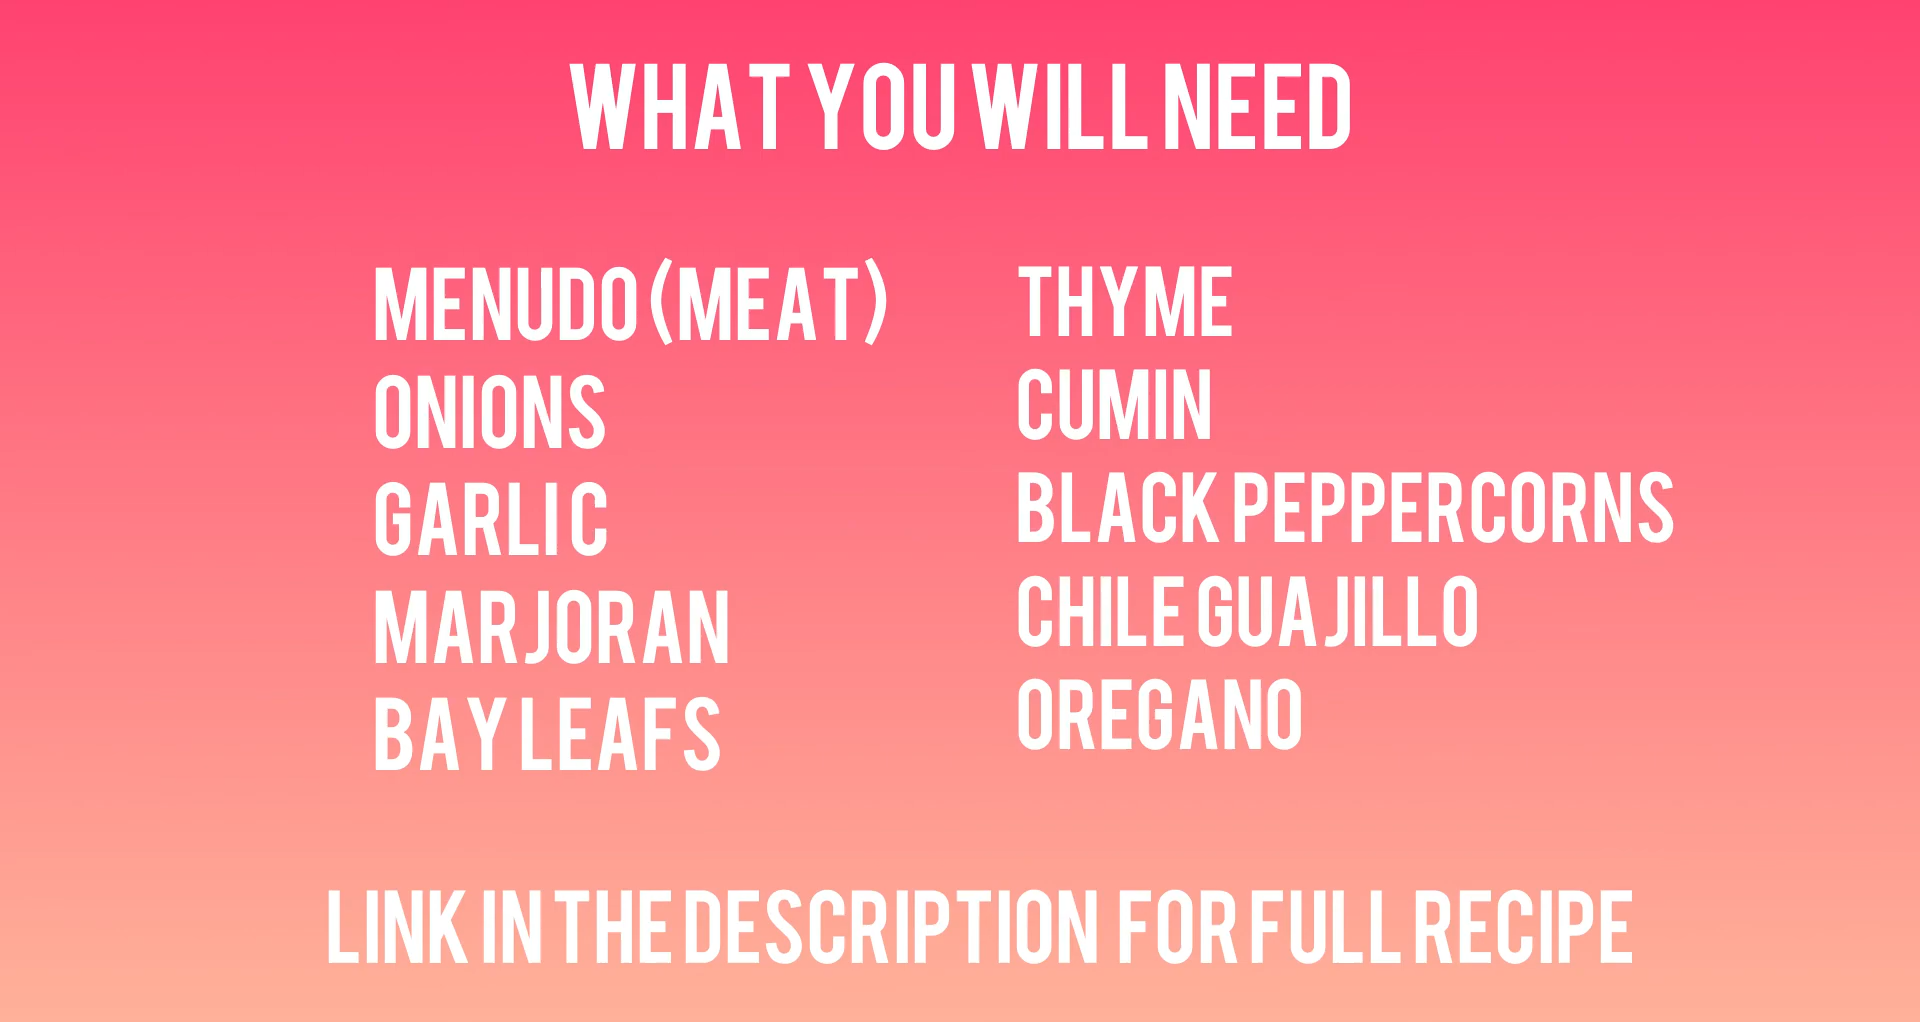 WHAT YOU WILL NEED
MENUDO (MEAT)
ONIONS
GARLIC
MARJORAN
BAY LEAFS
THYME
CUMIN
BLACK PEPPERCORNS
CHILE GUAJILLO
OREGANO
LINK IN THE DESCRIPTION FOR FULL RECIPE